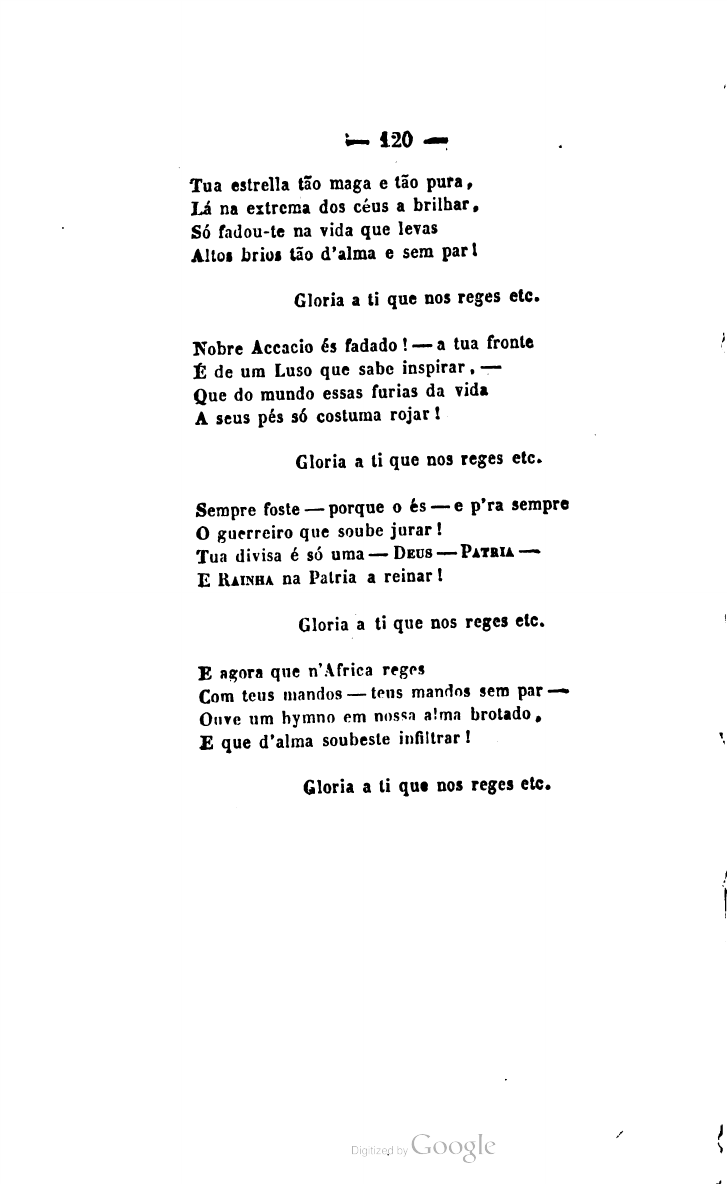 — 120 —
Tua estrella tão maga e tão pura,
Lá na extrema dos céus a brilhar,
Só fadou-te na vida que levas
Altos brios tão d'alma e sem par!
Gloria a ti que nos reges etc.
Nobre Accacio és fadado! — a tua fronte
É de um Luso que sabe inspirar, —
Que do mundo essas furias da vida
A seus pés só costuma rojar!
Gloria a ti que nos reges etc.
Sempre foste — porque o és — e p'ra sempre
O guerreiro que soube jurar!
Tua divisa é só uma — DEUS — PATRIA —
E RAINHA na Patria a reinar!
Gloria a ti que nos reges etc.
E agora que n'Africa reges
Com teus mandos — teus mandos sem par —
Ouve um hymno em nossa alma brotado,
E que d'alma soubeste infiltrar!
Gloria a ti que nos reges etc.
Digitized by Google